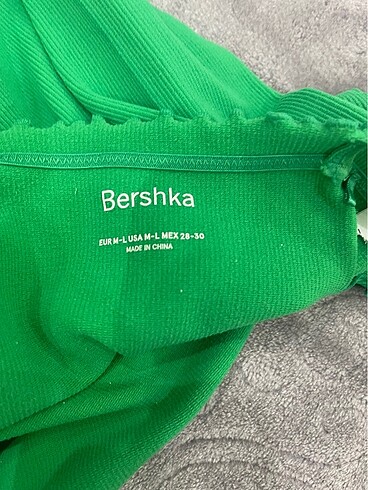 Bershka
EUR M-L USA M-L MEX 28-30
MADE IN CHINA